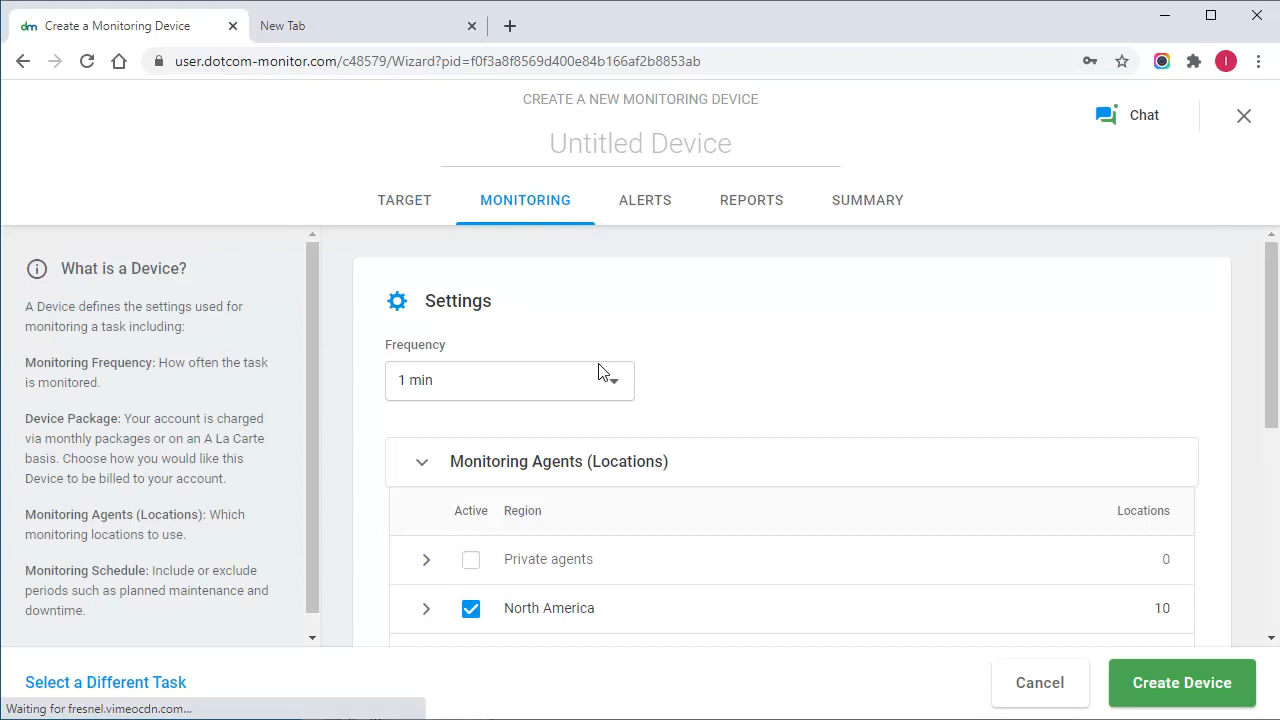 dm Create a Monitoring Device
New Tab
user.dotcom-monitor.com/c48579/Wizard?pid=f0f3a8f8569d400e84b166af2b8853ab
I
CREATE A NEW MONITORING DEVICE
Untitled Device
Chat
TARGET
MONITORING
ALERTS
REPORTS
SUMMARY
What is a Device?
A Device defines the settings used for
monitoring a task including:
Monitoring Frequency: How often the task
is monitored.
Device Package: Your account is charged
via monthly packages or on an A La Carte
basis. Choose how you would like this
Device to be billed to your account.
Monitoring Agents (Locations): Which
monitoring locations to use.
Monitoring Schedule: Include or exclude
periods such as planned maintenance and
downtime.
Settings
Frequency
1 min
Monitoring Agents (Locations)
Active Region Locations
Private agents 0
North America 10
Select a Different Task
Cancel
Create Device
Waiting for fresnel.vimeocdn.com...